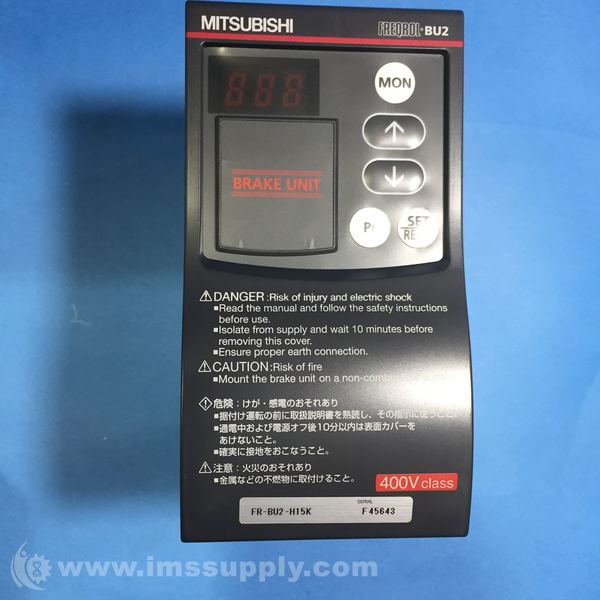 MITSUBISHI
FREQROL-BU2
888
MON
BRAKE UNIT
SET
⚠DANGER :Risk of injury and electric shock
■Read the manual and follow the safety instructions
before use.
■Isolate from supply and wait 10 minutes before
removing this cover.
■Ensure proper earth connection.
⚠CAUTION :Risk of fire
■Mount the brake unit on a
危険 : けが・感電のおそれあり
■据付け運転の前に取扱説明書を熟読し、その指示に従うこと。
■通電中および電源オフ後10分以内は表面カバーを
あけないこと。
■確実に接地をおこなうこと。
⚠注意 : 火災のおそれあり
■金属などの不燃物に取付けること。
400V class
SERIAL
FR-BU2-H15K F45643
www.imssupply.com